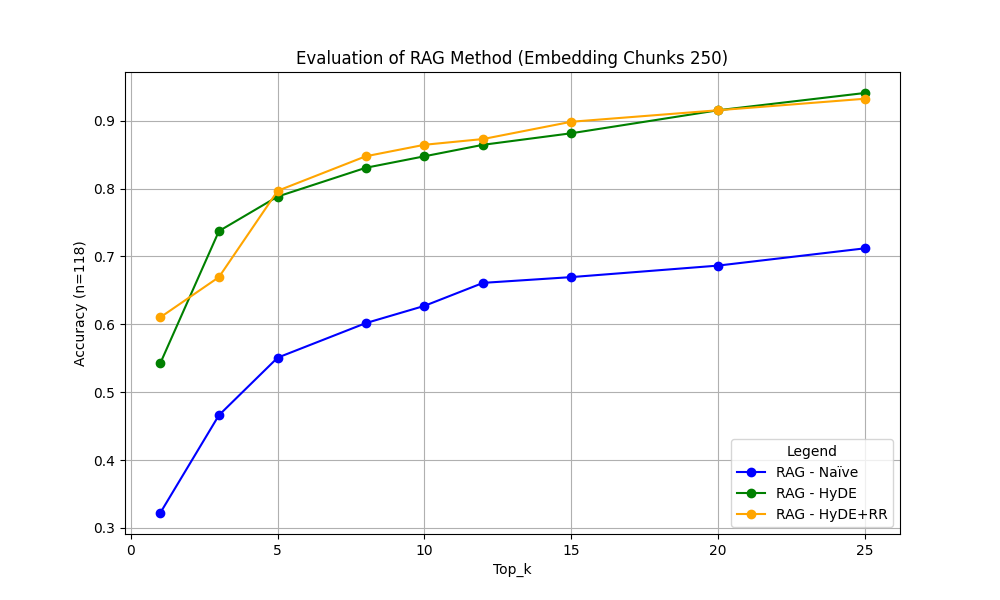 Evaluation of RAG Method (Embedding Chunks 250)
Accuracy (n=118)
0.9
0.8
0.7
0.6
0.5
0.4
0.3
0 5 10 15 20 25
Top_k
Legend
RAG - Naïve
RAG - HyDE
RAG - HyDE+RR